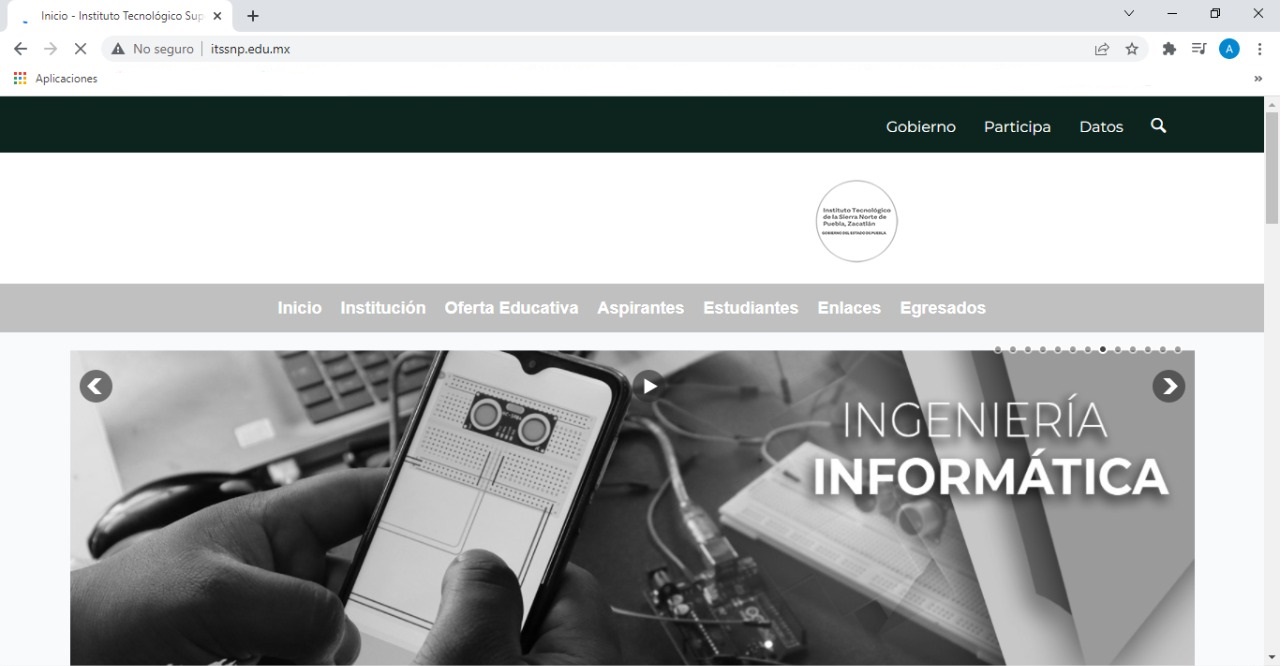 Inicio - Instituto Tecnológico Sup
No seguro
itssnp.edu.mx
A
Aplicaciones
Gobierno Participa Datos
Instituto Tecnológico
de la Sierra Norte de
Puebla, Zacatlán
GOBIERNO DEL ESTADO DE PUEBLA
Inicio Institución Oferta Educativa Aspirantes Estudiantes Enlaces Egresados
INGENIERÍA
INFORMÁTICA